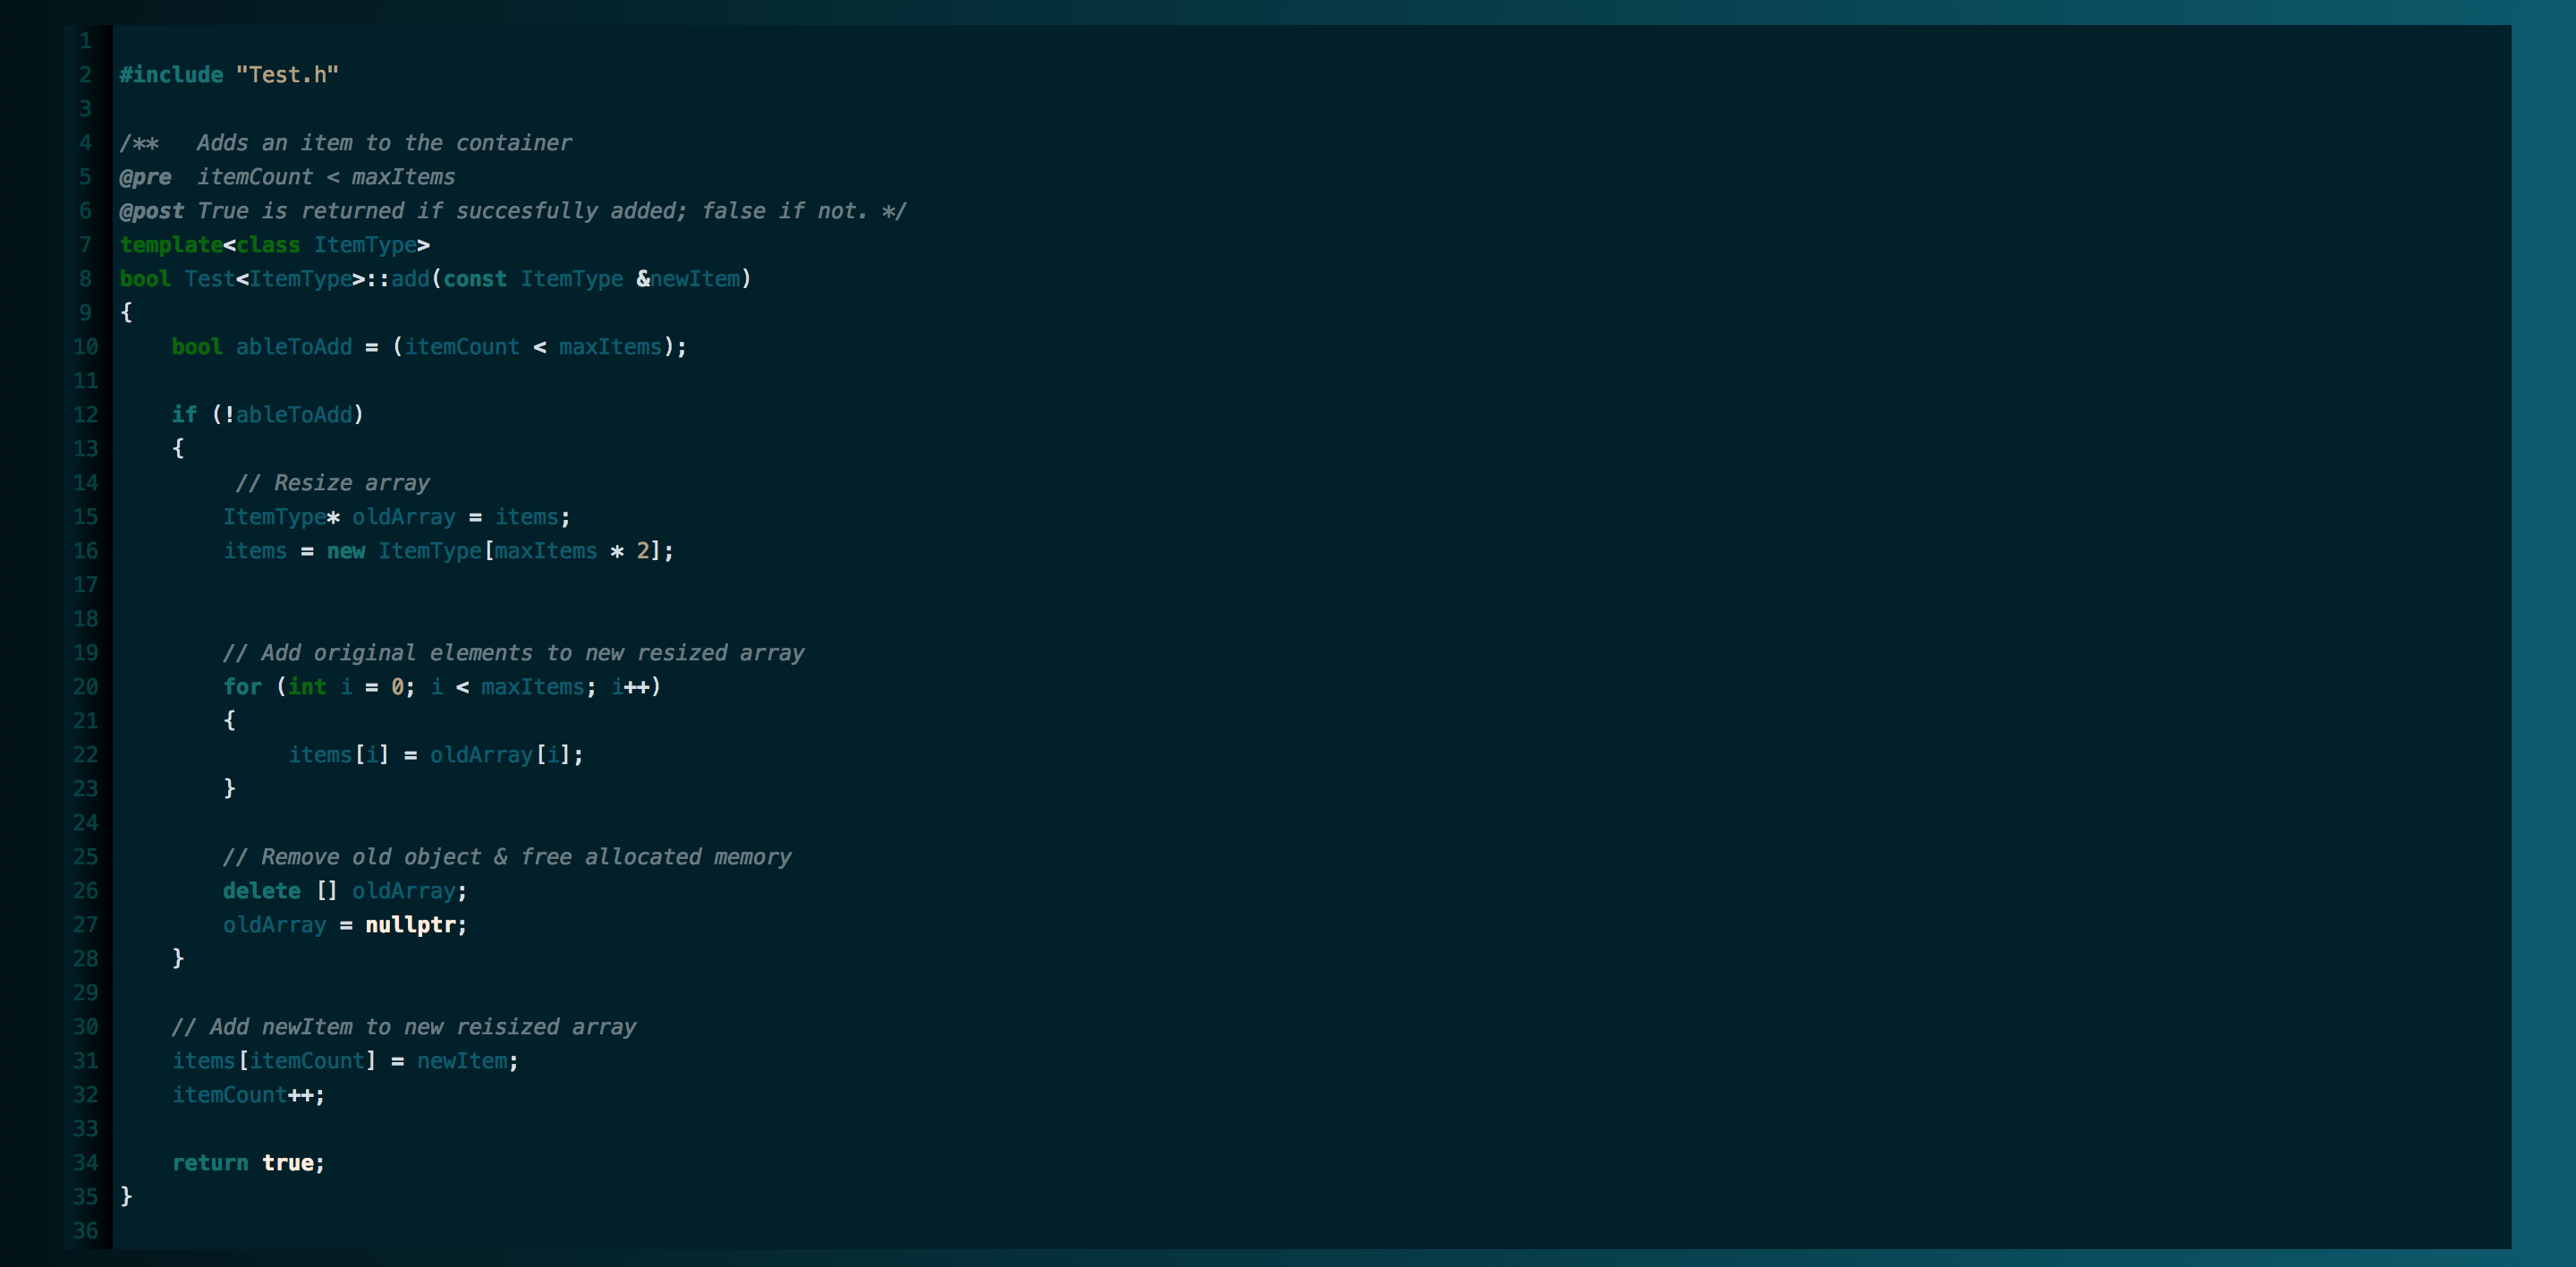 1
2 #include "Test.h"
3
4 /**   Adds an item to the container
5 @pre  itemCount < maxItems
6 @post True is returned if succesfully added; false if not. */
7 template<class ItemType>
8 bool Test<ItemType>::add(const ItemType &newItem)
9 {
10     bool ableToAdd = (itemCount < maxItems);
11
12     if (!ableToAdd)
13     {
14          // Resize array
15         ItemType* oldArray = items;
16         items = new ItemType[maxItems * 2];
17
18
19         // Add original elements to new resized array
20         for (int i = 0; i < maxItems; i++)
21         {
22              items[i] = oldArray[i];
23         }
24
25         // Remove old object & free allocated memory
26         delete [] oldArray;
27         oldArray = nullptr;
28     }
29
30     // Add newItem to new reisized array
31     items[itemCount] = newItem;
32     itemCount++;
33
34     return true;
35 }
36